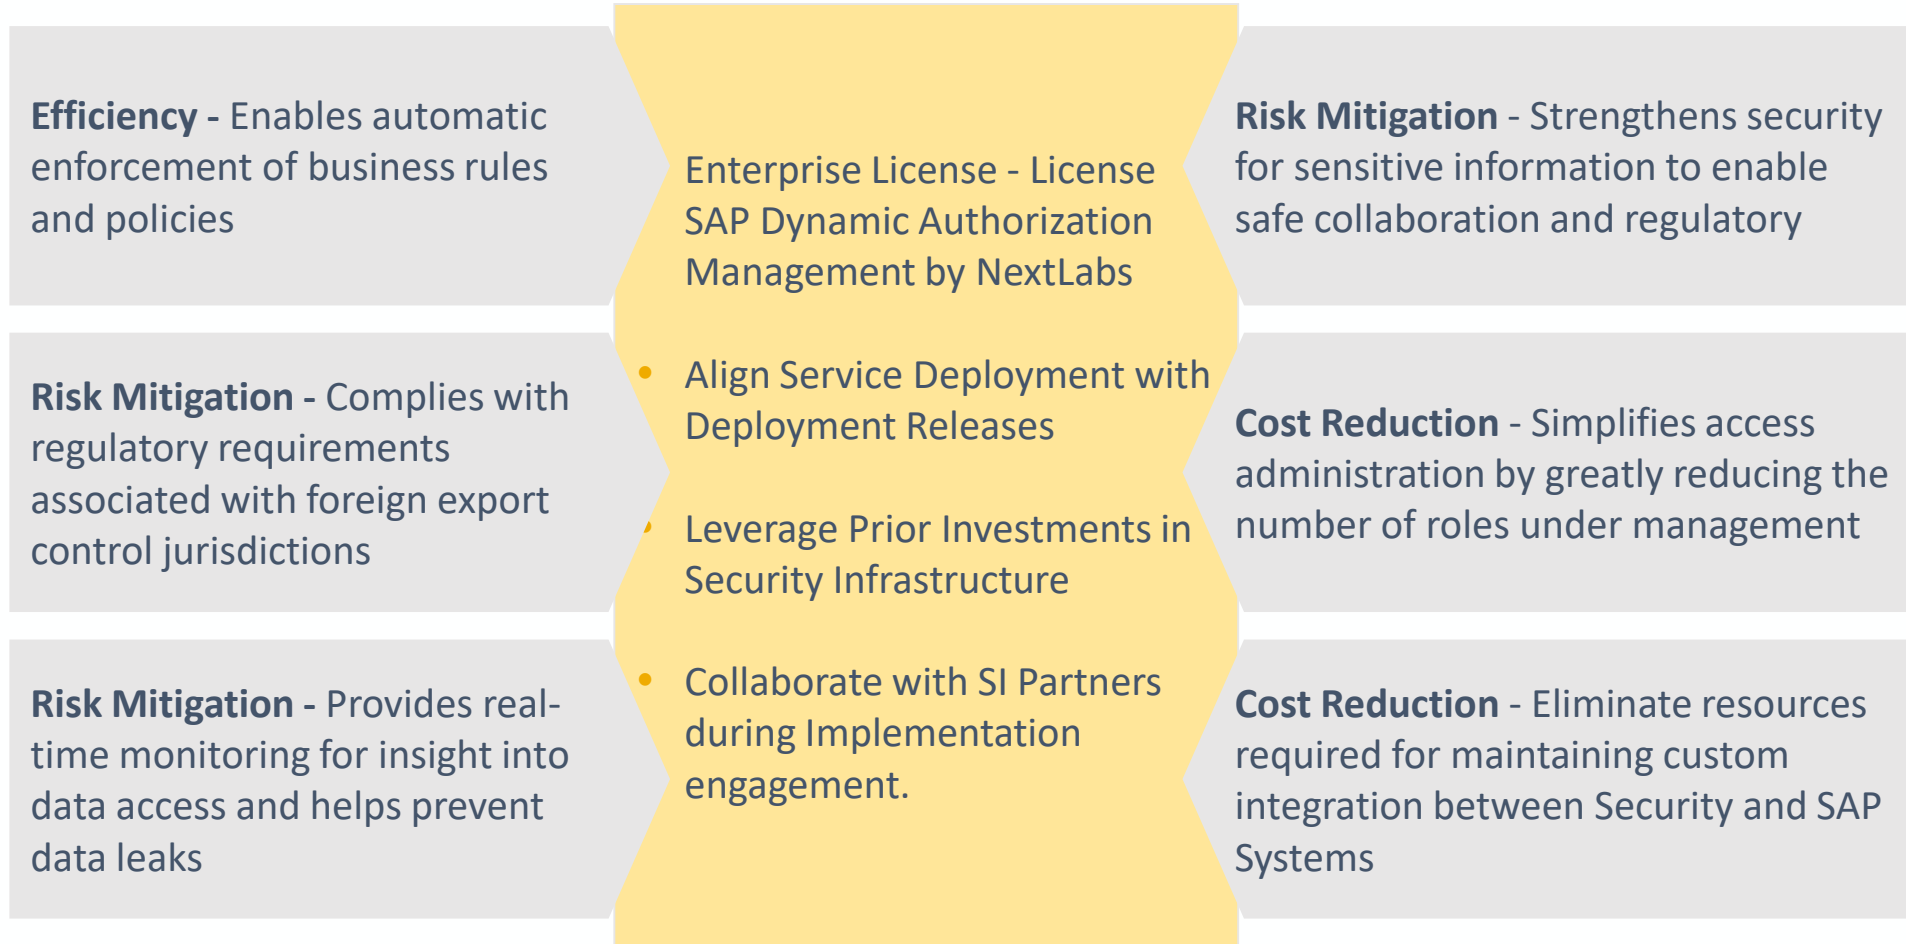 Efficiency - Enables automatic
enforcement of business rules
and policies
Risk Mitigation - Complies with
regulatory requirements
associated with foreign export
control jurisdictions
Risk Mitigation - Provides real-
time monitoring for insight into
data access and helps prevent
data leaks
Enterprise License - License
SAP Dynamic Authorization
Management by NextLabs
• Align Service Deployment with
Deployment Releases
• Leverage Prior Investments in
Security Infrastructure
• Collaborate with SI Partners
during Implementation
engagement.
Risk Mitigation - Strengthens security
for sensitive information to enable
safe collaboration and regulatory
Cost Reduction - Simplifies access
administration by greatly reducing the
number of roles under management
Cost Reduction - Eliminate resources
required for maintaining custom
integration between Security and SAP
Systems